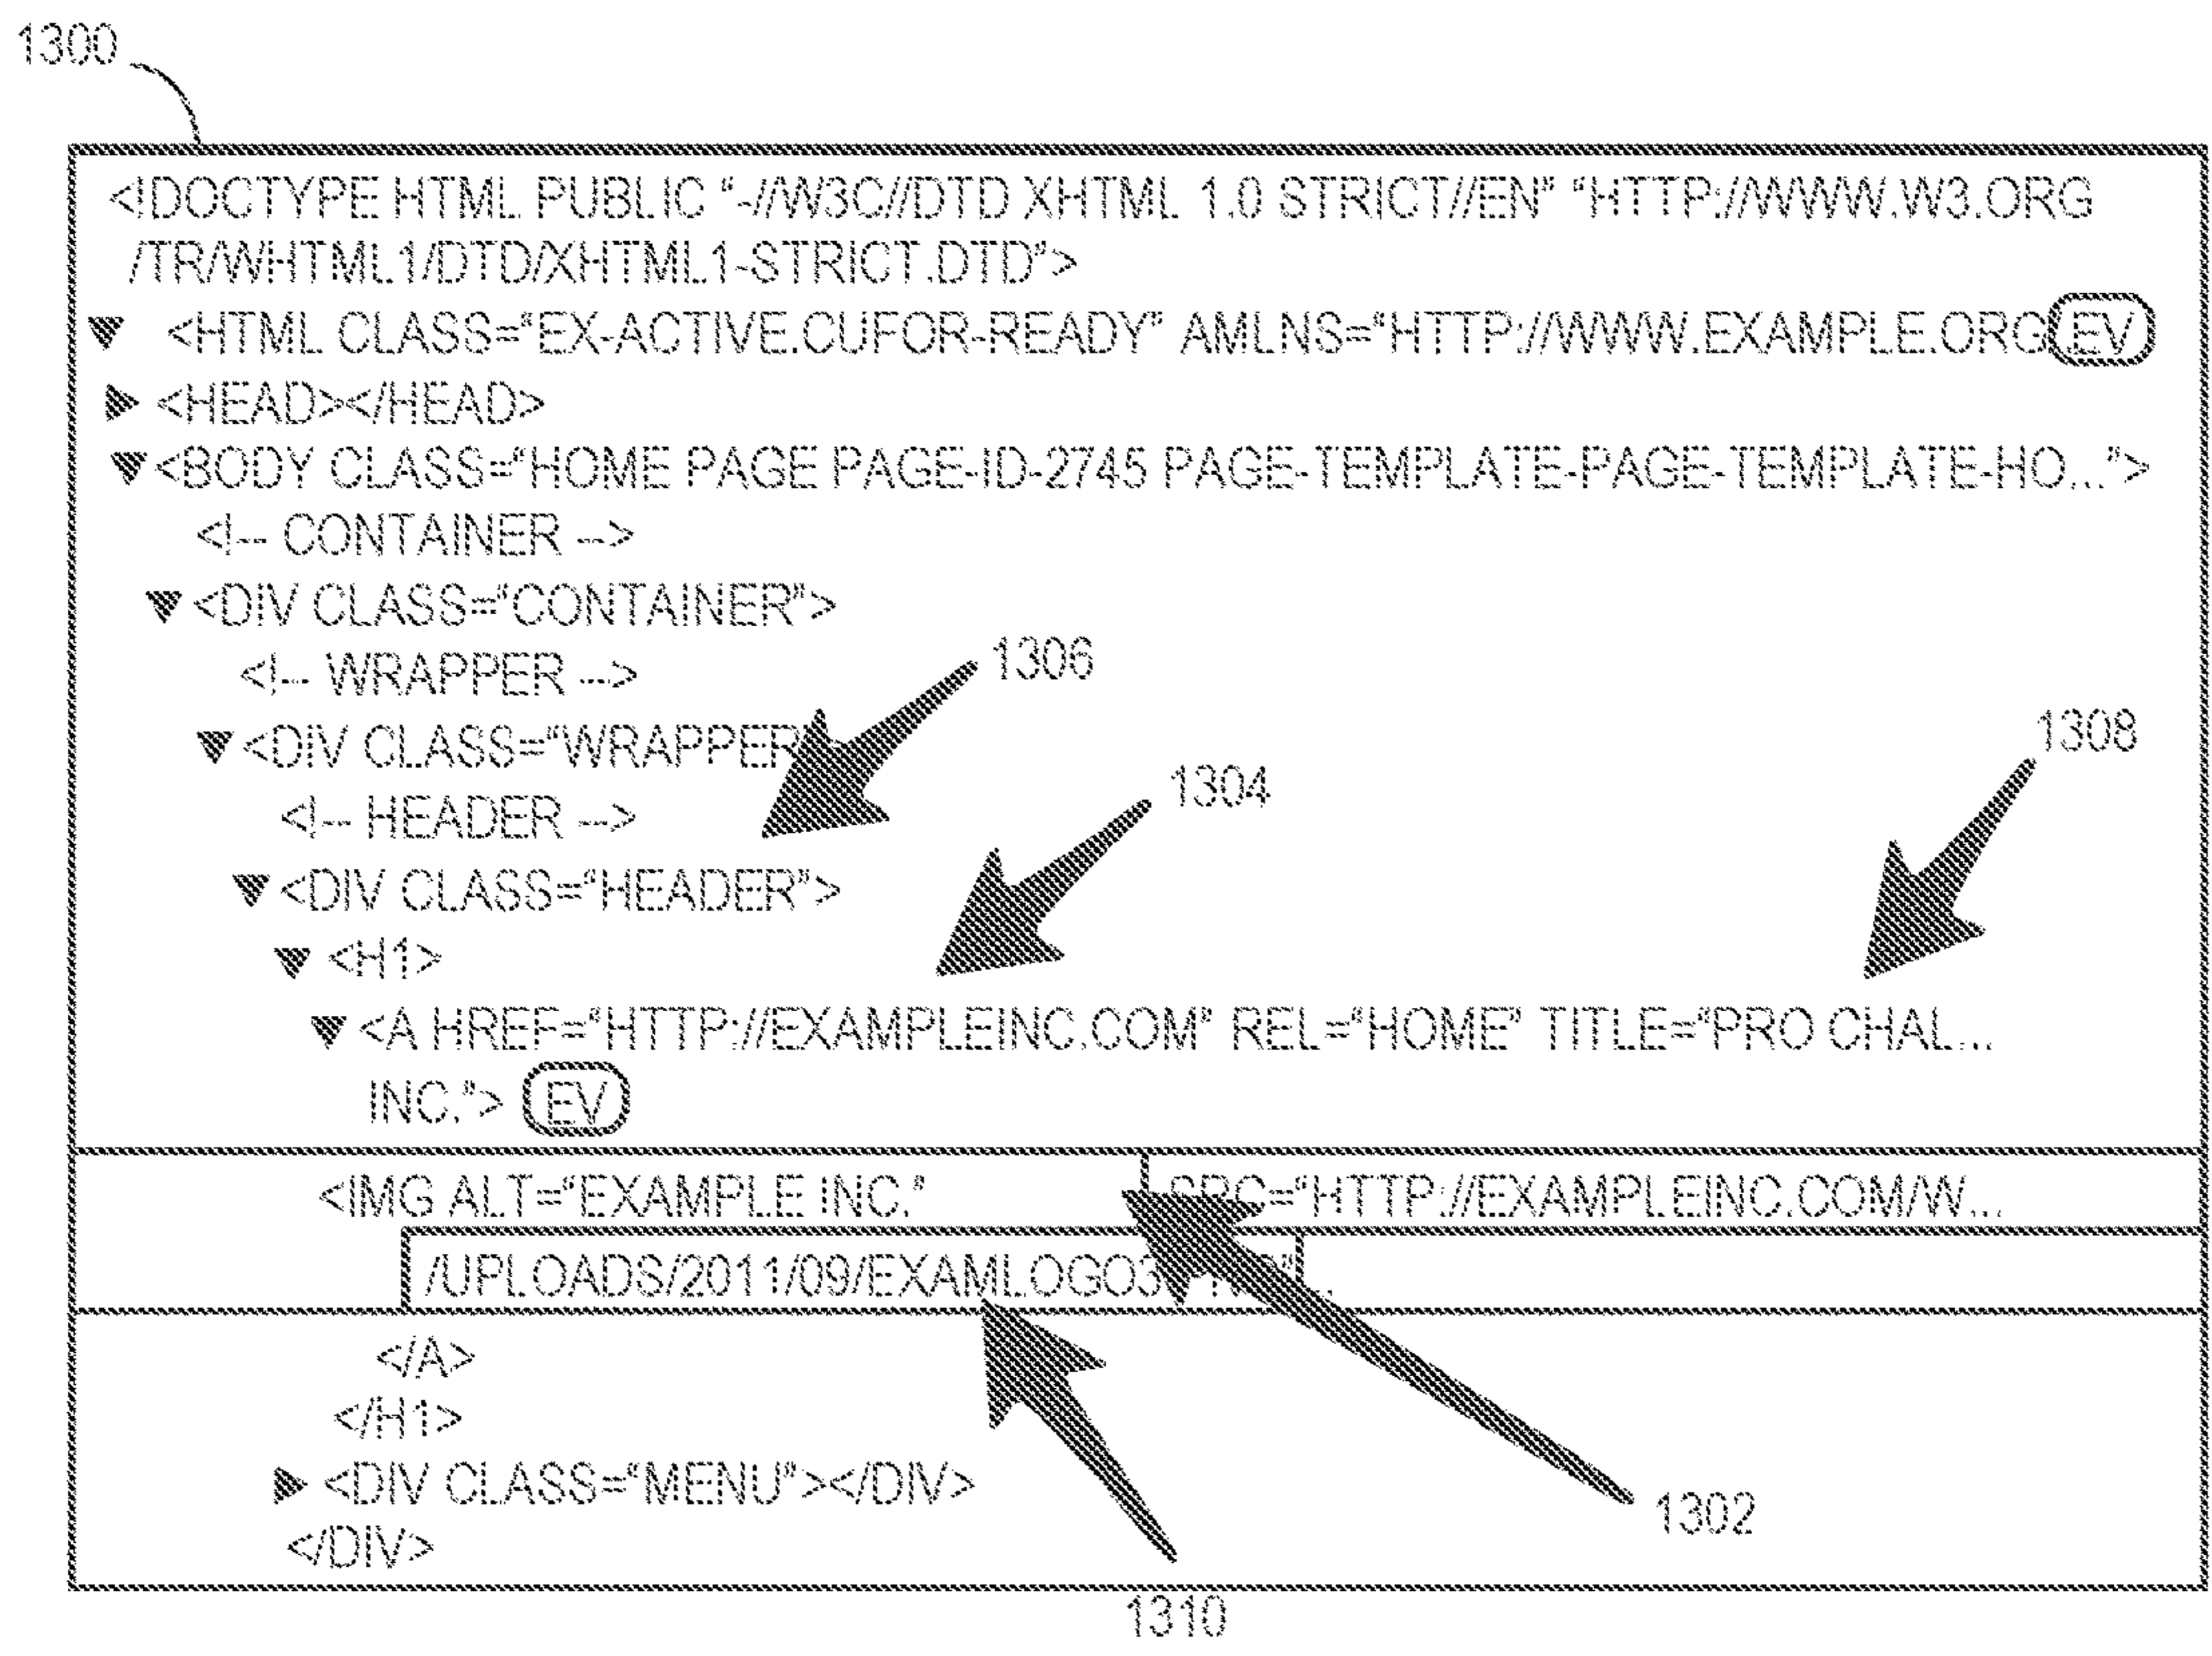 1300
<!DOCTYPE HTML PUBLIC “-//W3C//DTD XHTML 1.0 STRICT//EN” “HTTP://WWW.W3.ORG
/TR/WHTML1/DTD/XHTML1-STRICT.DTD”>
<HTML CLASS=“EX-ACTIVE.CUFOR-READY” AMLNS=“HTTP://WWW.EXAMPLE.ORG EV
<HEAD></HEAD>
<BODY CLASS=“HOME PAGE PAGE-ID-2745 PAGE-TEMPLATE-PAGE-TEMPLATE-HO...”>
<!-- CONTAINER -->
<DIV CLASS=“CONTAINER”>
<!-- WRAPPER -->
1306
<DIV CLASS=“WRAPPER
1308
<!-- HEADER -->
1304
<DIV CLASS=“HEADER”>
<H1>
<A HREF=“HTTP://EXAMPLEINC.COM” REL=“HOME” TITLE=“PRO CHAL...
INC.”> EV
<IMG ALT=“EXAMPLE INC.” SRC=“HTTP://EXAMPLEINC.COM/W...
/UPLOADS/2011/09/EXAMLOGO3
</A>
</H1>
<DIV CLASS=“MENU”></DIV>
1302
</DIV>
1310